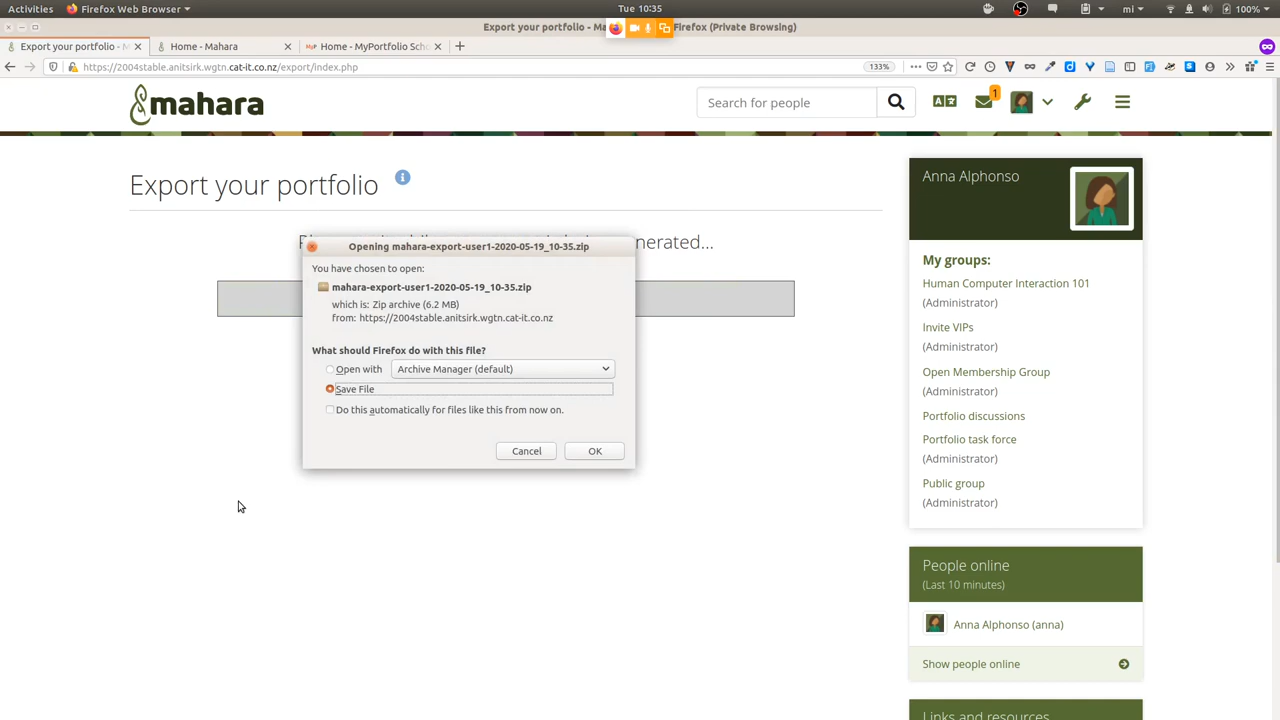 Activities
Firefox Web Browser
Tue 10:35
mi
100%
Export your portfolio - Ma
Firefox (Private Browsing)
Export your portfolio - M
Home - Mahara
Home - MyPortfolio Scho
https://2004stable.anitsirk.wgtn.cat-it.co.nz/export/index.php
133%
mahara
Search for people
1
Export your portfolio
nerated...
Opening mahara-export-user1-2020-05-19_10-35.zip
You have chosen to open:
mahara-export-user1-2020-05-19_10-35.zip
which is: Zip archive (6.2 MB)
from: https://2004stable.anitsirk.wgtn.cat-it.co.nz
What should Firefox do with this file?
Open with
Archive Manager (default)
Save File
Do this automatically for files like this from now on.
Cancel
OK
Anna Alphonso
My groups:
Human Computer Interaction 101
(Administrator)
Invite VIPs
(Administrator)
Open Membership Group
(Administrator)
Portfolio discussions
Portfolio task force
(Administrator)
Public group
(Administrator)
People online
(Last 10 minutes)
Anna Alphonso (anna)
Show people online
Links and resources